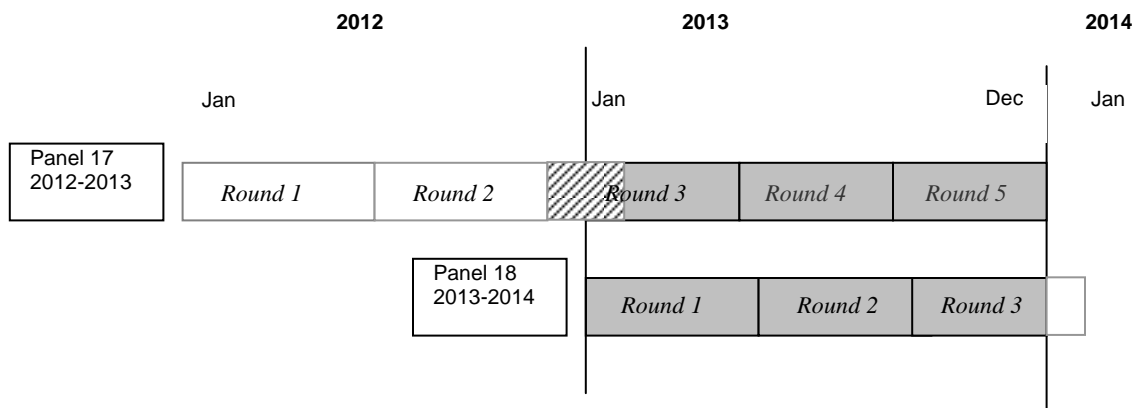 2012 2013 2014
Jan Jan Dec Jan
Panel 17
2012-2013
Round 1 Round 2 Round 3 Round 4 Round 5
Panel 18
2013-2014
Round 1 Round 2 Round 3